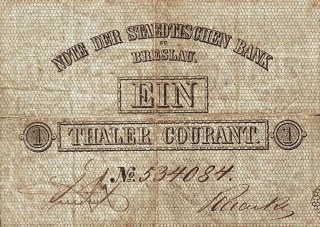 NOTE DER STAEDTISCHEN BANK
ZU
BRESLAU.
EIN
1 THALER COURANT. 1
No. 534084.